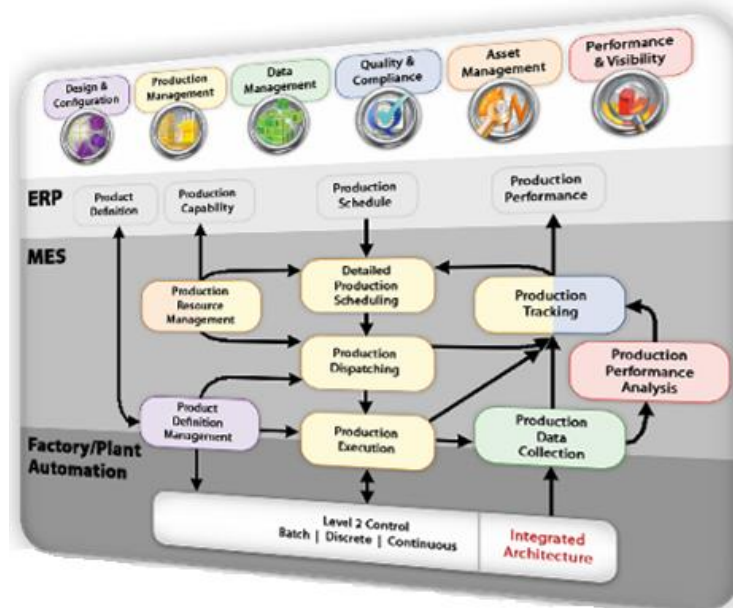 Design &
Configuration
Production
Management
Data
Management
Quality &
Compliance
Asset
Management
Performance
& Visibility
ERP
Product
Definition
Production
Capability
Production
Schedule
Production
Performance
MES
Production
Resource
Management
Detailed
Production
Scheduling
Production
Tracking
Production
Dispatching
Production
Performance
Analysis
Product
Definition
Management
Production
Execution
Production
Data
Collection
Factory/Plant
Automation
Level 2 Control
Batch | Discrete | Continuous
Integrated
Architecture